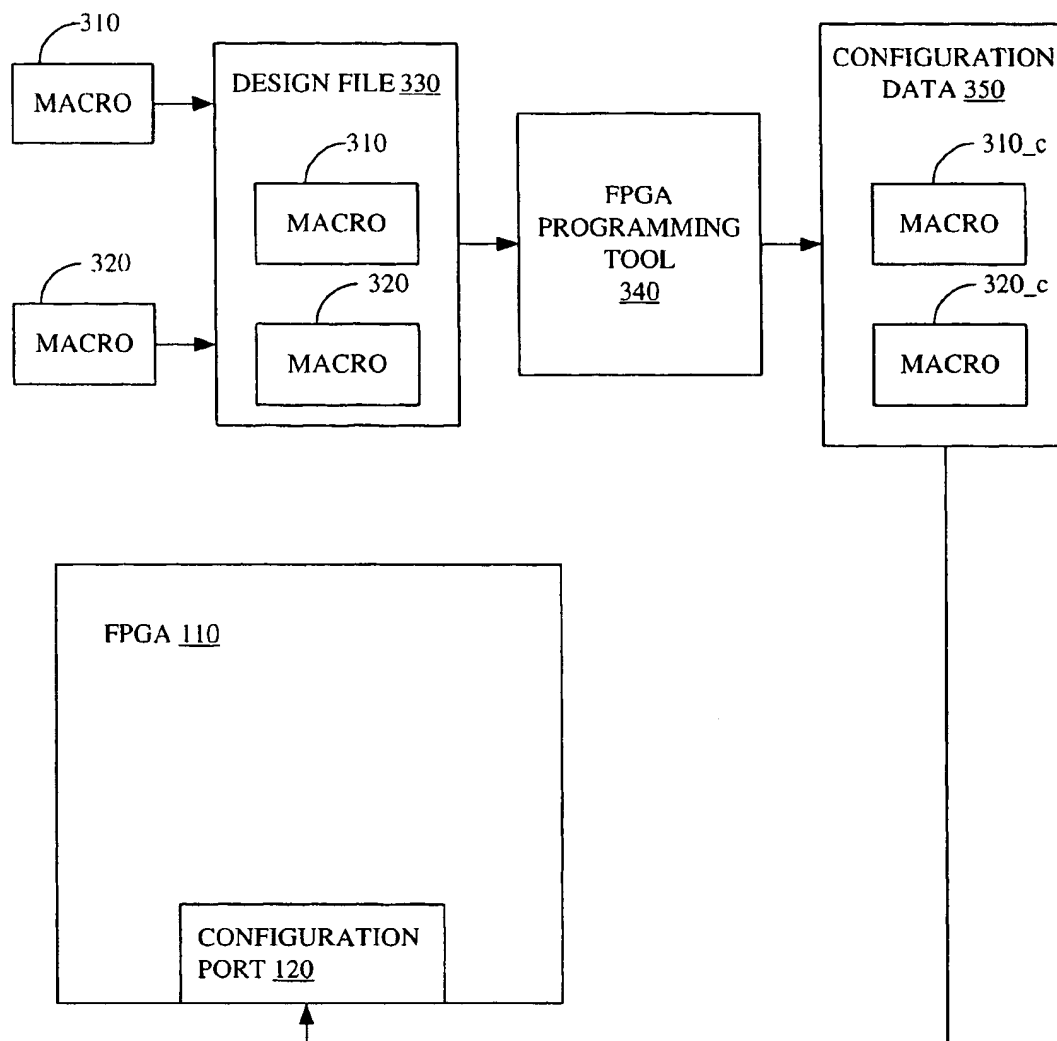 310
MACRO
320
MACRO
DESIGN FILE 330
310
MACRO
320
MACRO
FPGA
PROGRAMMING
TOOL
340
CONFIGURATION
DATA 350
310_c
MACRO
320_c
MACRO
FPGA 110
CONFIGURATION
PORT 120